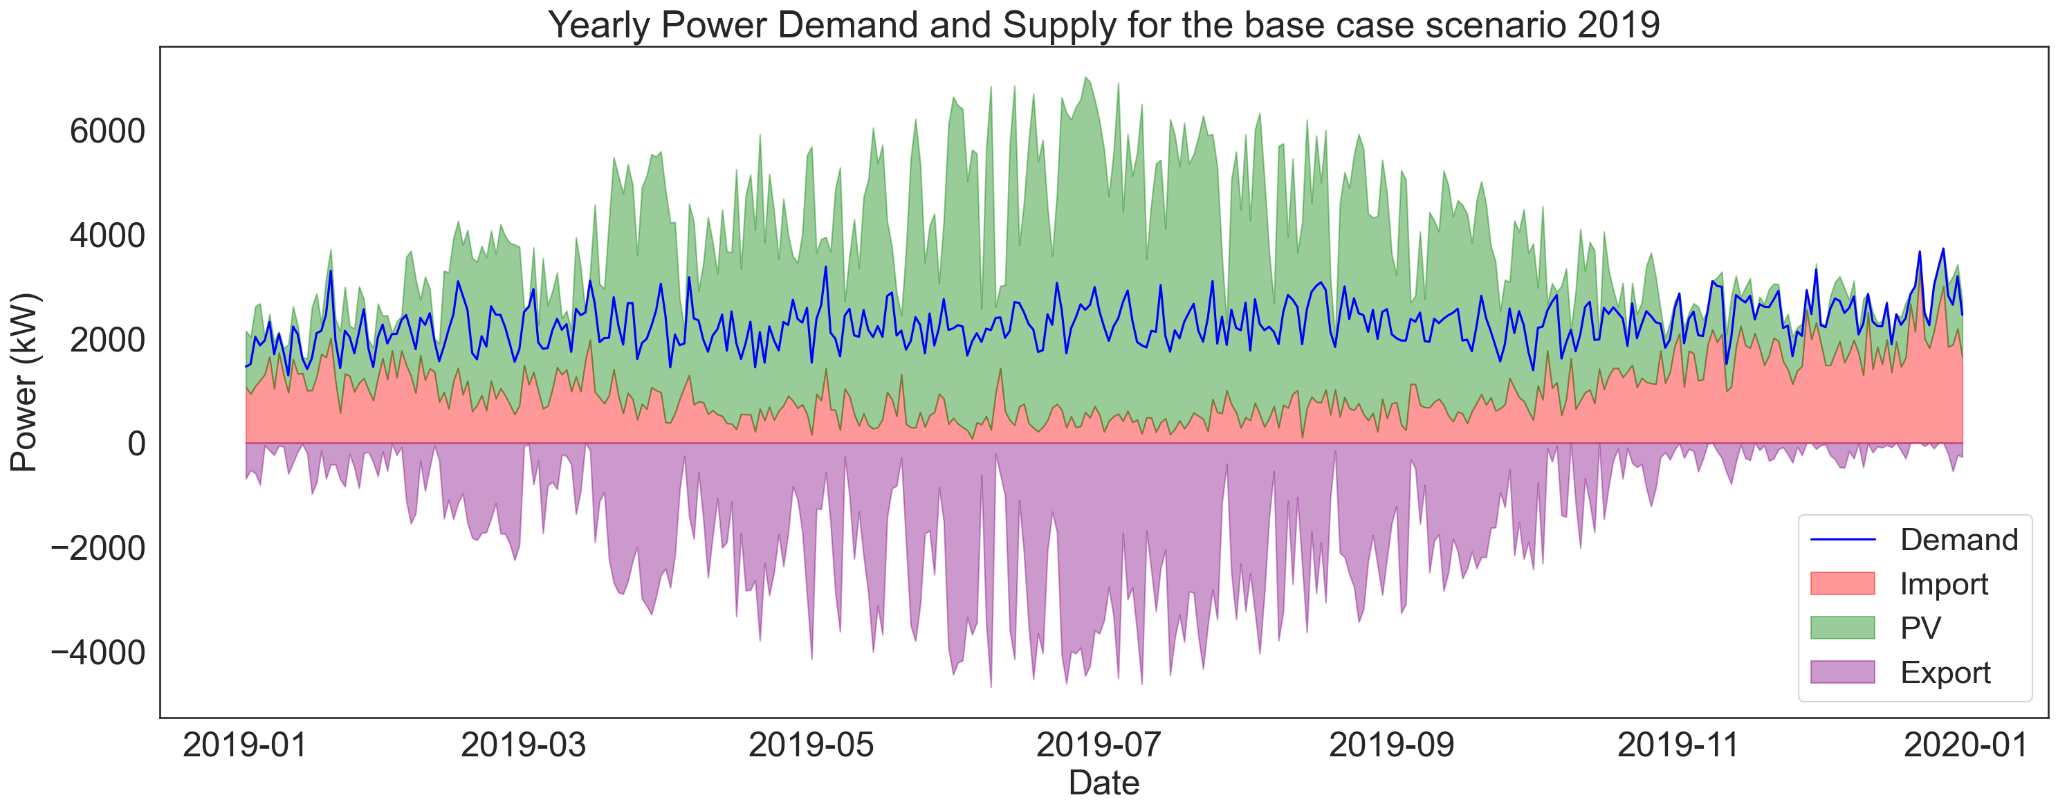 Yearly Power Demand and Supply for the base case scenario 2019
Power (kW)
6000
4000
2000
0
−2000
−4000
Demand
Import
PV
Export
2019-01
2019-03
2019-05
2019-07
2019-09
2019-11
2020-01
Date